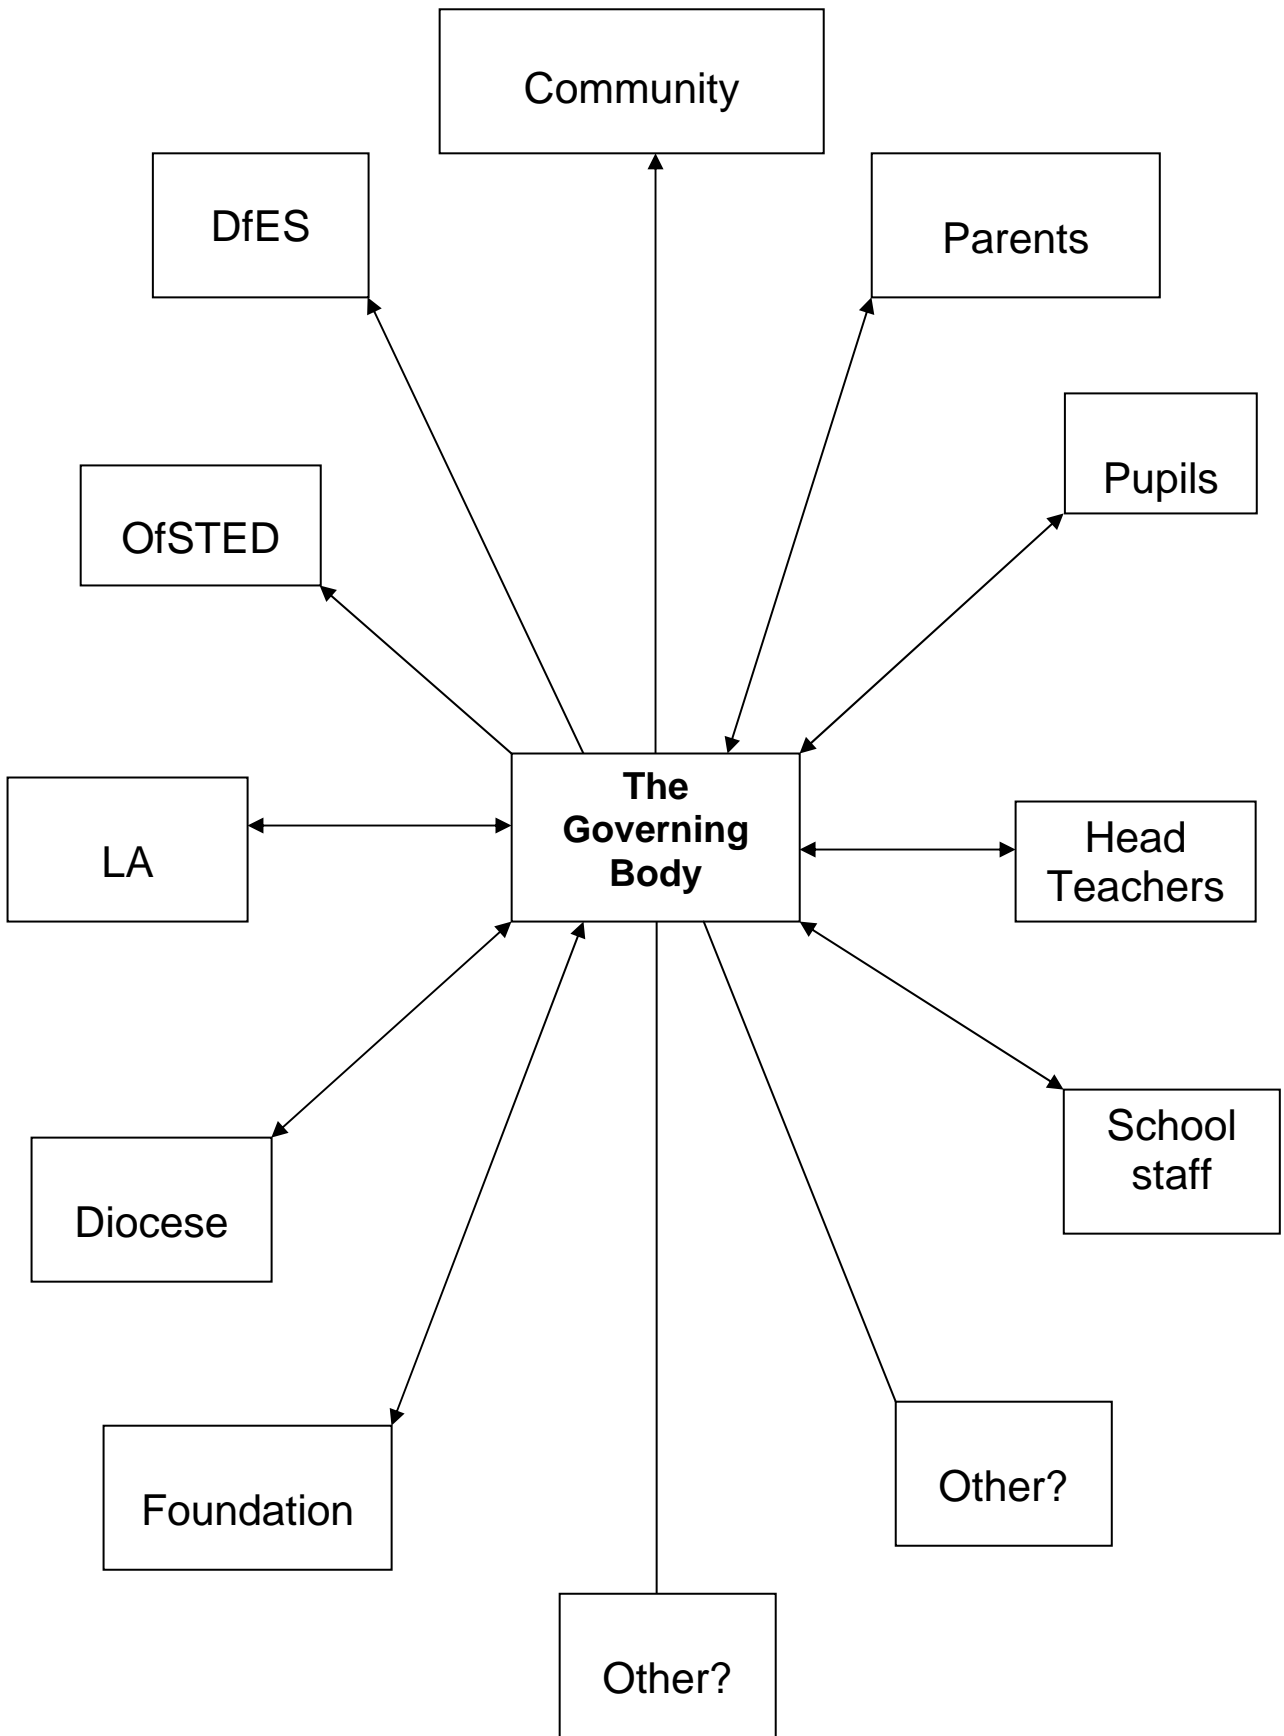 Community
DfES
Parents
Pupils
OfSTED
The
Governing
Body
LA
Head
Teachers
School
staff
Diocese
Other?
Foundation
Other?